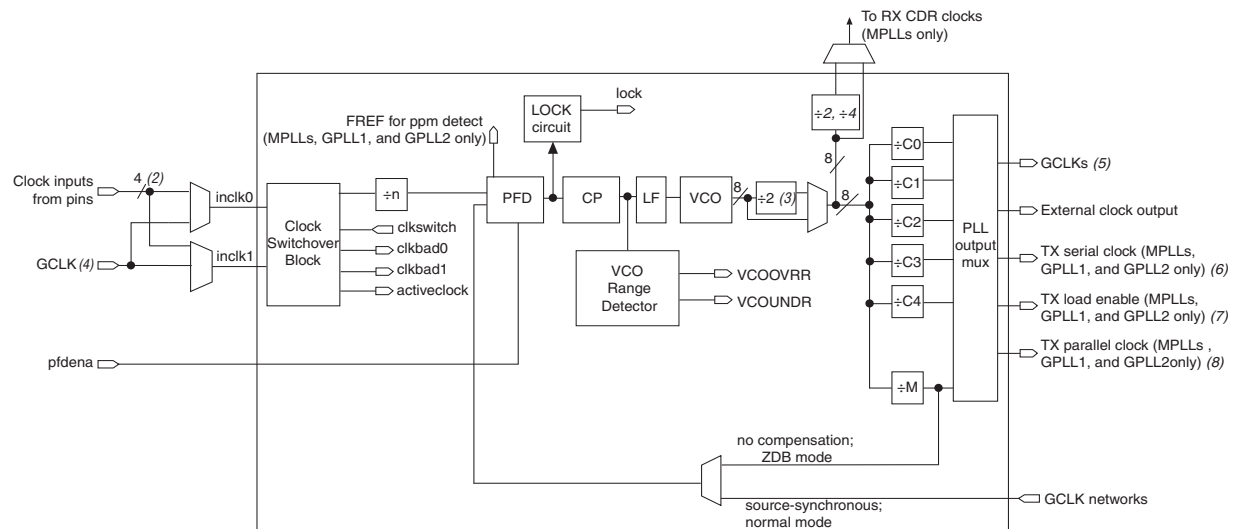 To RX CDR clocks
(MPLLs only)
lock
LOCK
circuit
÷2, ÷4
FREF for ppm detect
(MPLLs, GPLL1, and GPLL2 only)
8
÷C0
GCLKs (5)
4 (2)
Clock inputs
from pins
inclk0
÷n
PFD
CP
LF
VCO
8
÷2 (3)
8
÷C1
External clock output
Clock
Switchover
Block
clkswitch
÷C2
PLL
output
mux
GCLK (4)
inclk1
clkbad0
clkbad1
activeclock
VCO
Range
Detector
VCOOVRR
VCOUNDR
÷C3
TX serial clock (MPLLs,
GPLL1, and GPLL2 only) (6)
÷C4
TX load enable (MPLLs,
GPLL1, and GPLL2 only) (7)
pfdena
TX parallel clock (MPLLs ,
GPLL1, and GPLL2only) (8)
÷M
no compensation;
ZDB mode
source-synchronous;
normal mode
GCLK networks